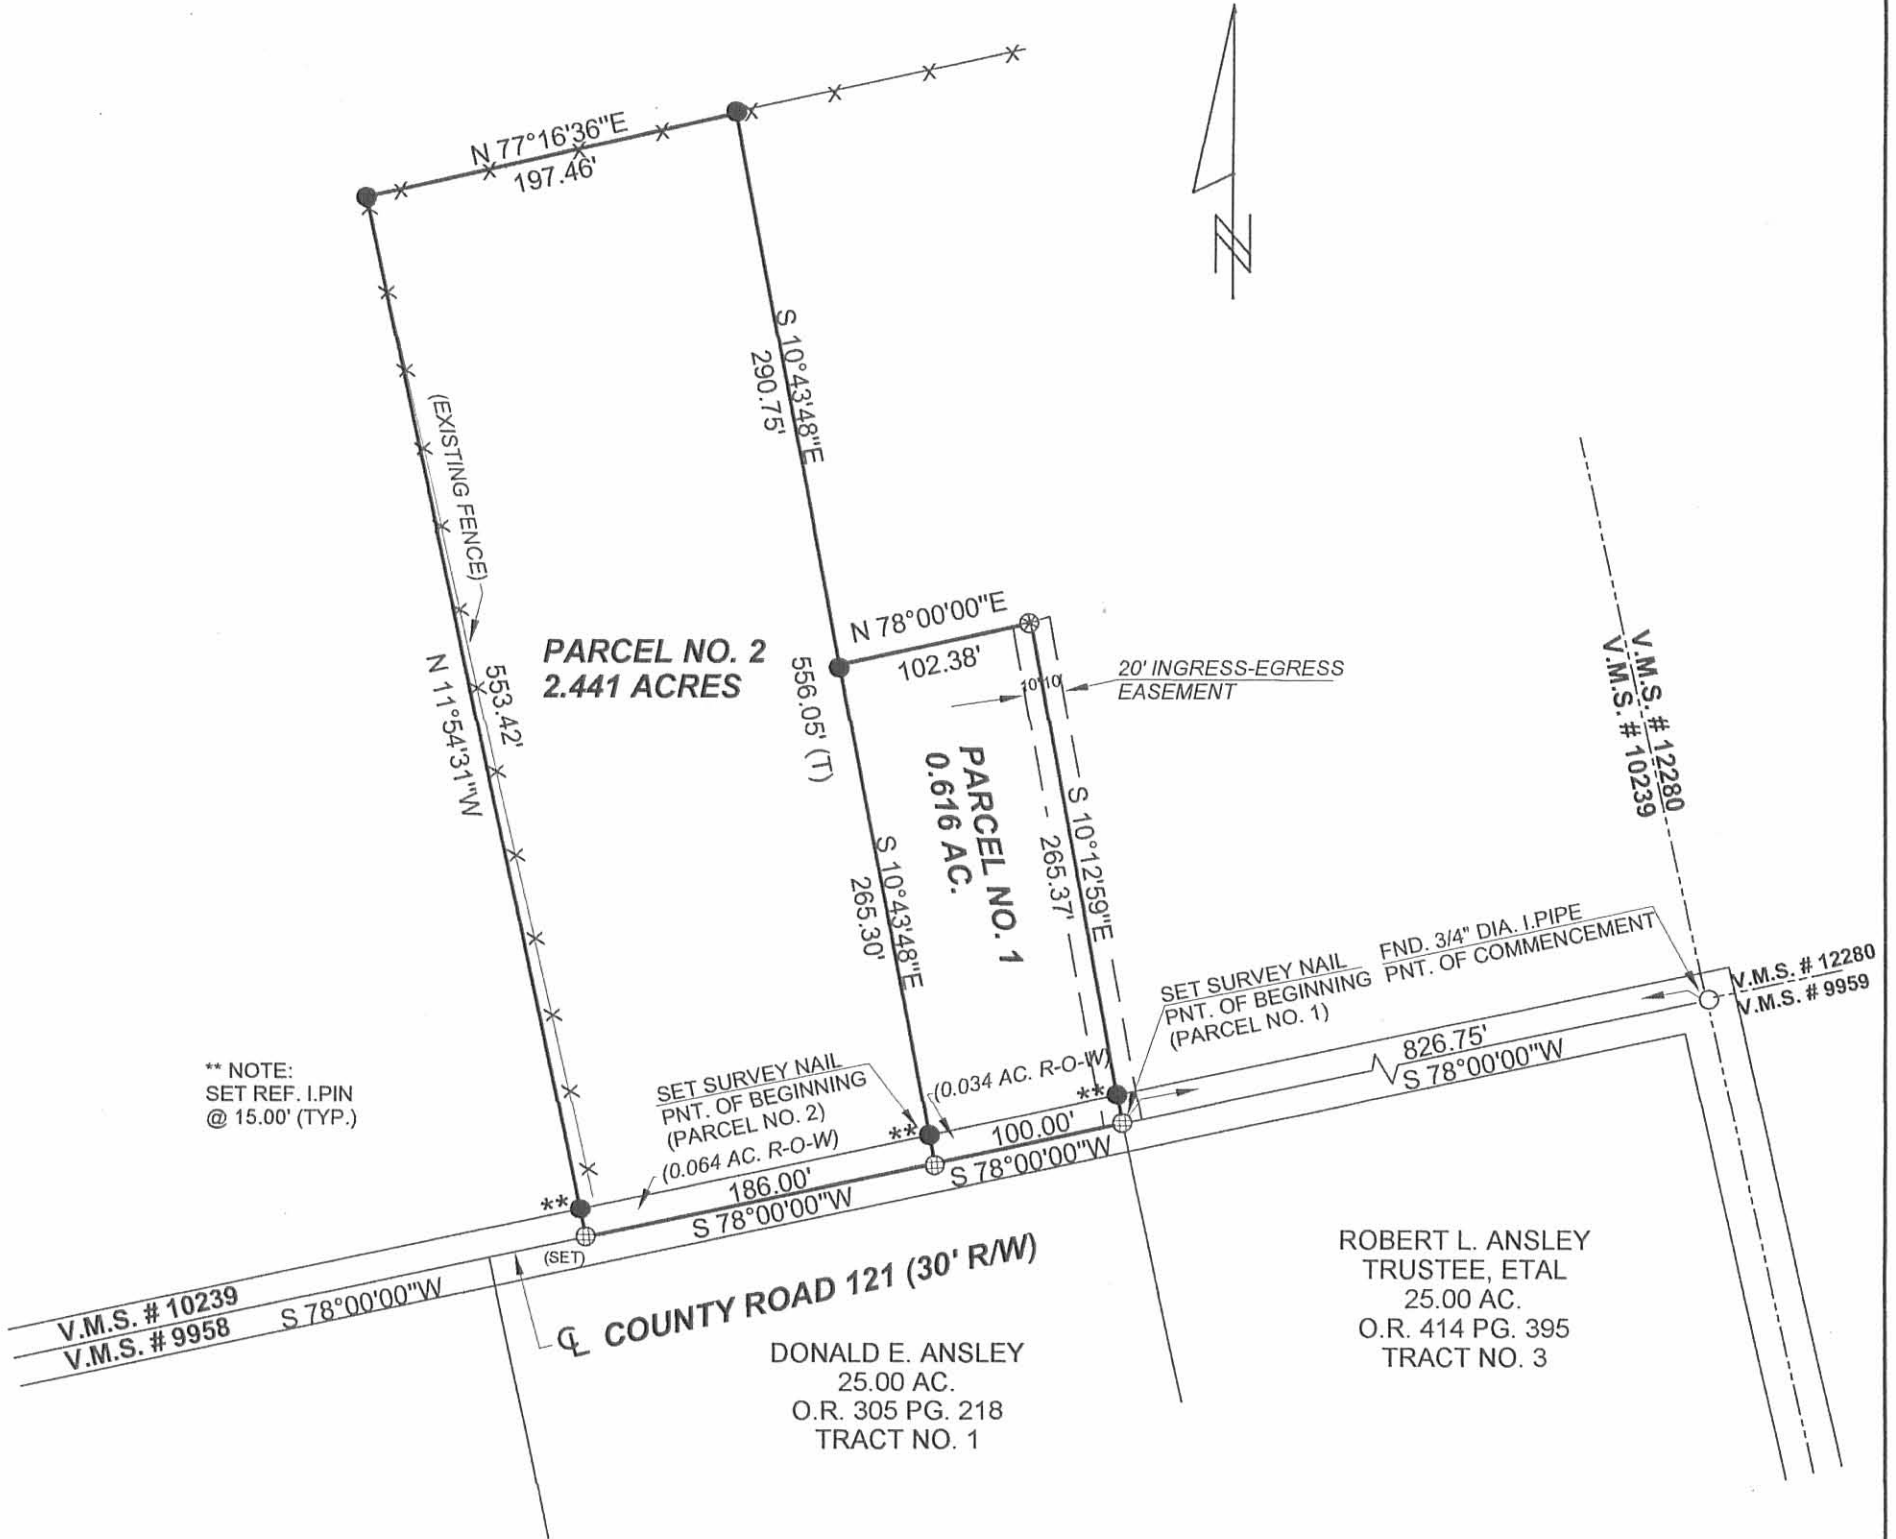 N 77°16'36"E
197.46'
N
S 10°43'48"E
290.75'
(EXISTING FENCE)
N 11°54'31"W
553.42'
PARCEL NO. 2
2.441 ACRES
556.05' (T)
N 78°00'00"E
102.38'
10'
10'
20' INGRESS-EGRESS
EASEMENT
PARCEL NO. 1
0.616 AC.
S 10°12'59"E
265.37'
S 10°43'48"E
265.30'
V.M.S. # 12280
V.M.S. # 10239
FND. 3/4" DIA. I.PIPE
PNT. OF COMMENCEMENT
SET SURVEY NAIL
PNT. OF BEGINNING
(PARCEL NO. 1)
V.M.S. # 12280
V.M.S. # 9959
826.75'
S 78°00'00"W
** NOTE:
SET REF. I.PIN
@ 15.00' (TYP.)
SET SURVEY NAIL
PNT. OF BEGINNING
(PARCEL NO. 2)
(0.034 AC. R-O-W)
**
**
**
(0.064 AC. R-O-W)
100.00'
S 78°00'00"W
186.00'
S 78°00'00"W
(SET)
V.M.S. # 10239
V.M.S. # 9958
S 78°00'00"W
CL COUNTY ROAD 121 (30' R/W)
DONALD E. ANSLEY
25.00 AC.
O.R. 305 PG. 218
TRACT NO. 1
ROBERT L. ANSLEY
TRUSTEE, ETAL
25.00 AC.
O.R. 414 PG. 395
TRACT NO. 3